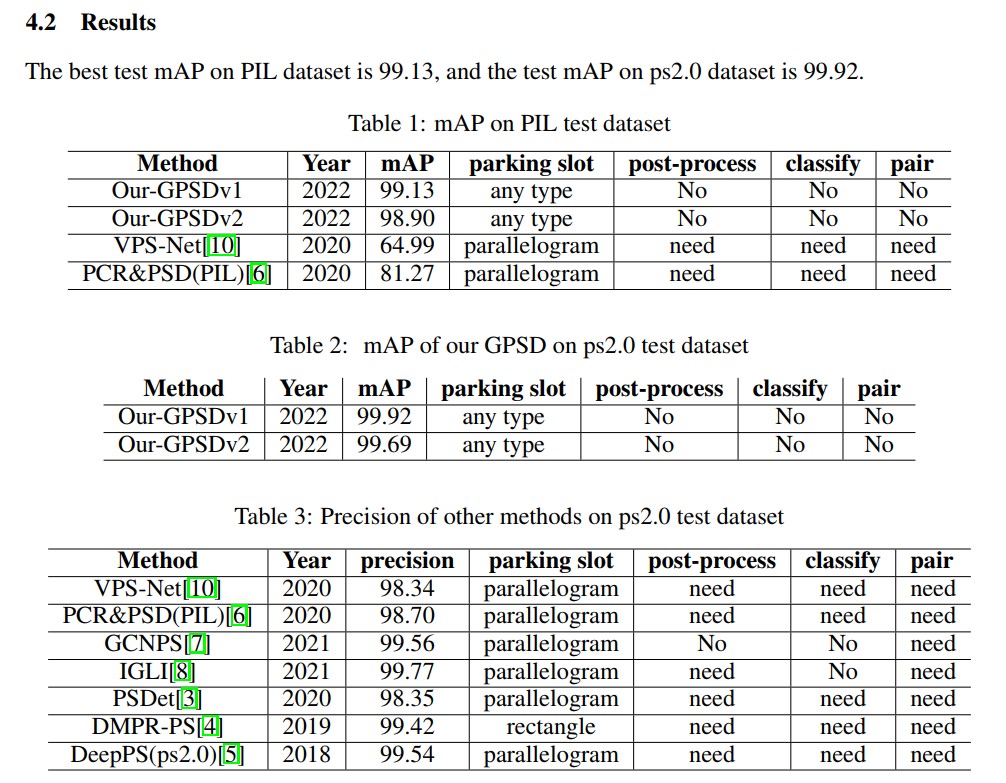 4.2 Results
The best test mAP on PIL dataset is 99.13, and the test mAP on ps2.0 dataset is 99.92.
Table 1: mAP on PIL test dataset
Method Year mAP parking slot post-process classify pair
Our-GPSDv1 2022 99.13 any type No No No
Our-GPSDv2 2022 98.90 any type No No No
VPS-Net[10] 2020 64.99 parallelogram need need need
PCR&PSD(PIL)[6] 2020 81.27 parallelogram need need need
Table 2: mAP of our GPSD on ps2.0 test dataset
Method Year mAP parking slot post-process classify pair
Our-GPSDv1 2022 99.92 any type No No No
Our-GPSDv2 2022 99.69 any type No No No
Table 3: Precision of other methods on ps2.0 test dataset
Method Year precision parking slot post-process classify pair
VPS-Net[10] 2020 98.34 parallelogram need need need
PCR&PSD(PIL)[6] 2020 98.70 parallelogram need need need
GCNPS[7] 2021 99.56 parallelogram No No need
IGLI[8] 2021 99.77 parallelogram need No need
PSDet[3] 2020 98.35 parallelogram need need need
DMPR-PS[4] 2019 99.42 rectangle need need need
DeepPS(ps2.0)[5] 2018 99.54 parallelogram need need need